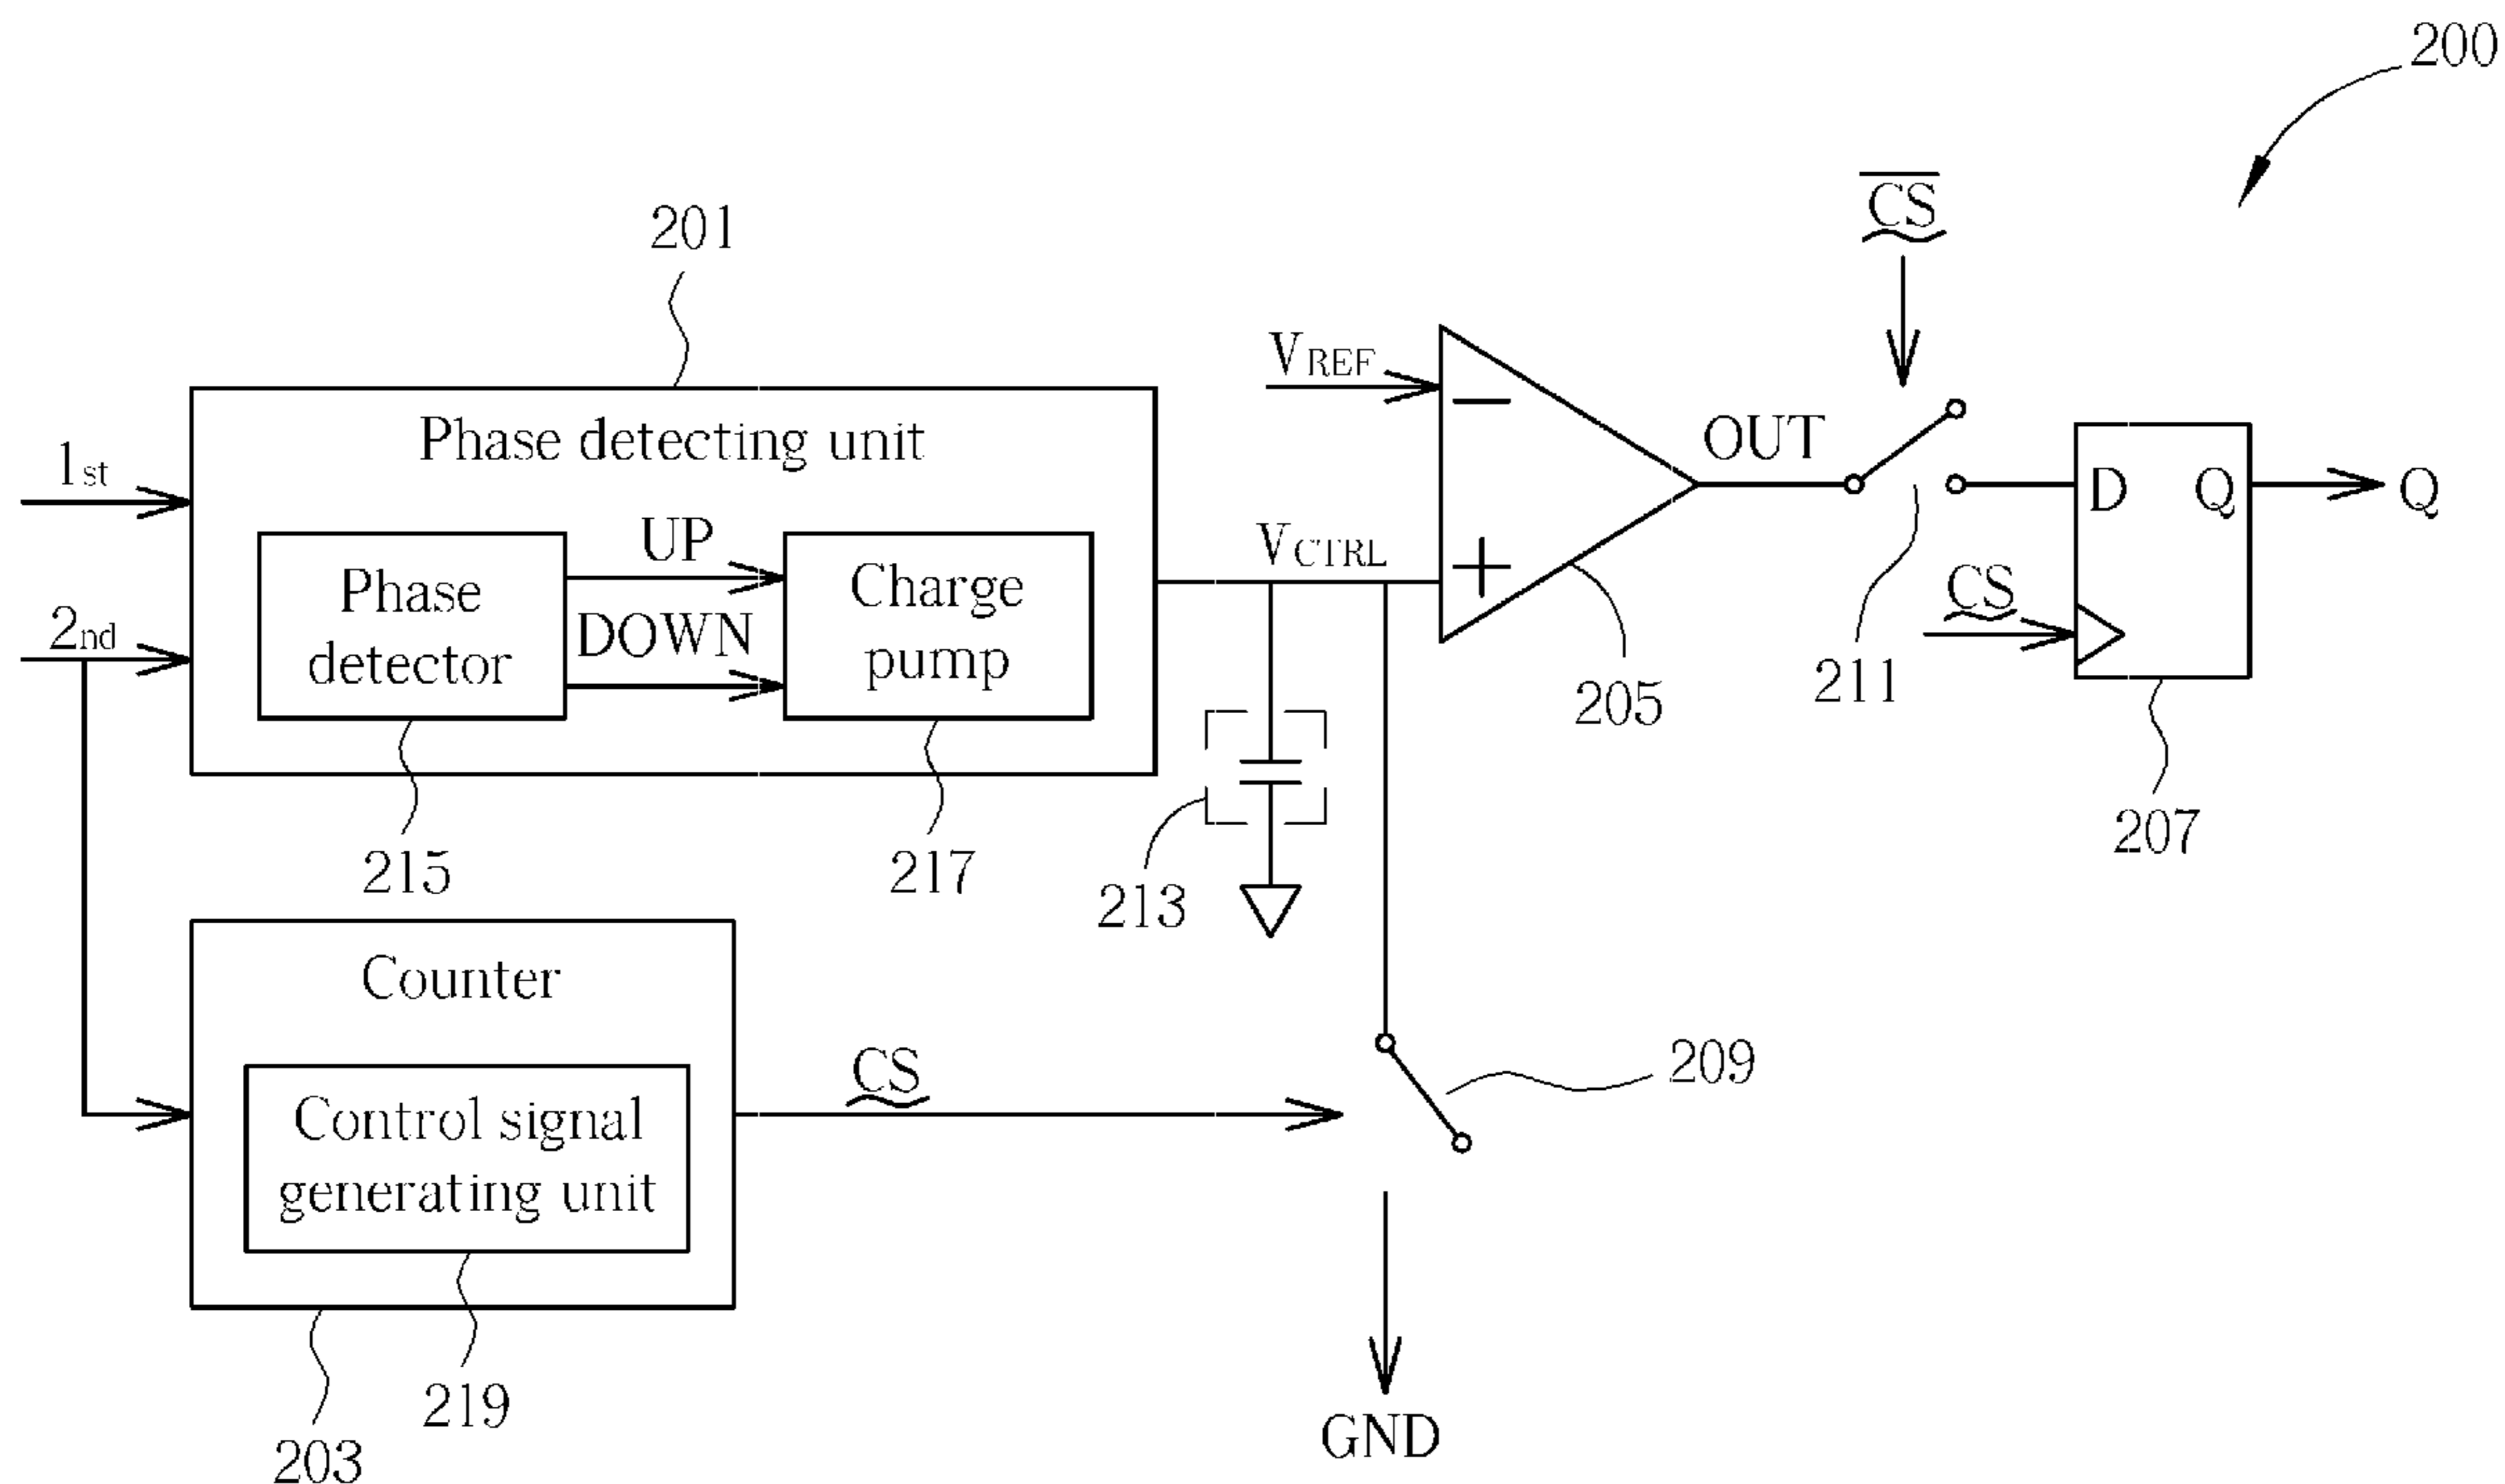 200
C̅S̅
201
VREF
Phase detecting unit
OUT
1st
D Q
Q
UP
VCTRL
Phase
detector
Charge
pump
DOWN
CS
2nd
211
205
207
215
217
213
Counter
CS
209
Control signal
generating unit
219
GND
203